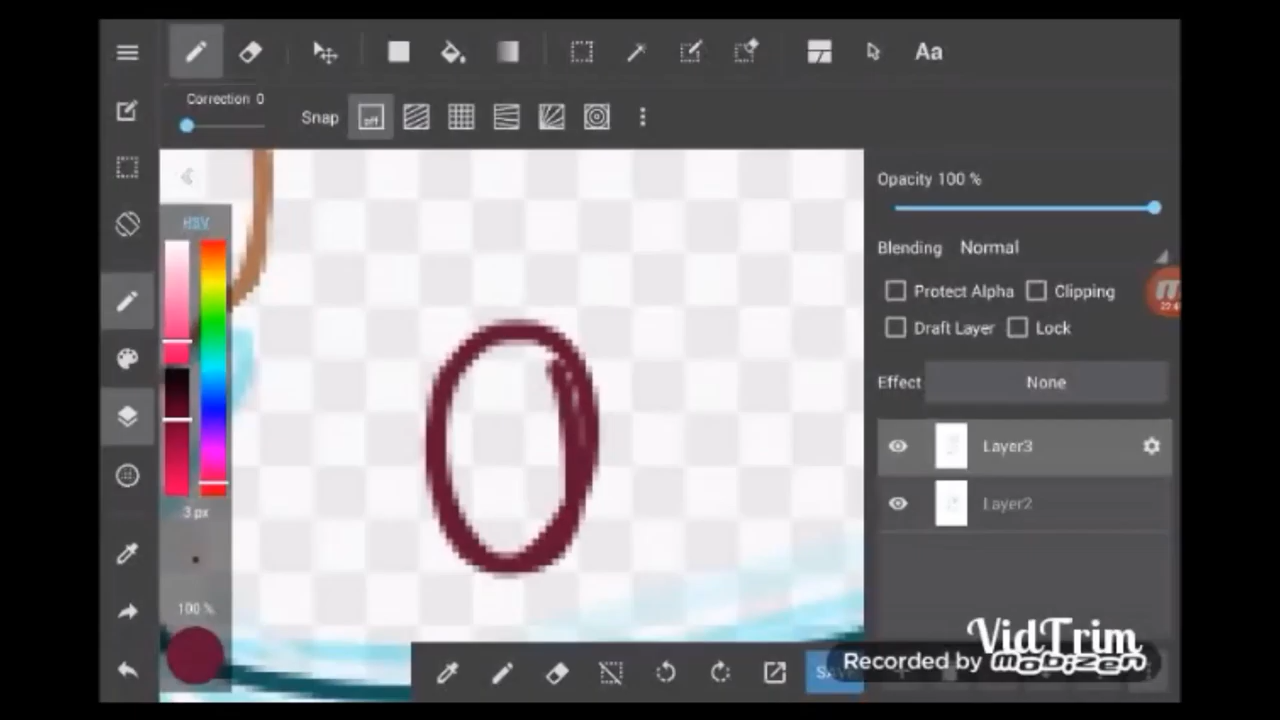 Aa
Correction 0
Snap
off
Opacity 100 %
HSV
Blending Normal
Protect Alpha
Clipping
Draft Layer
Lock
Effect
None
Layer3
Layer2
3 px
100 %
VidTrim
Recorded by mobizen